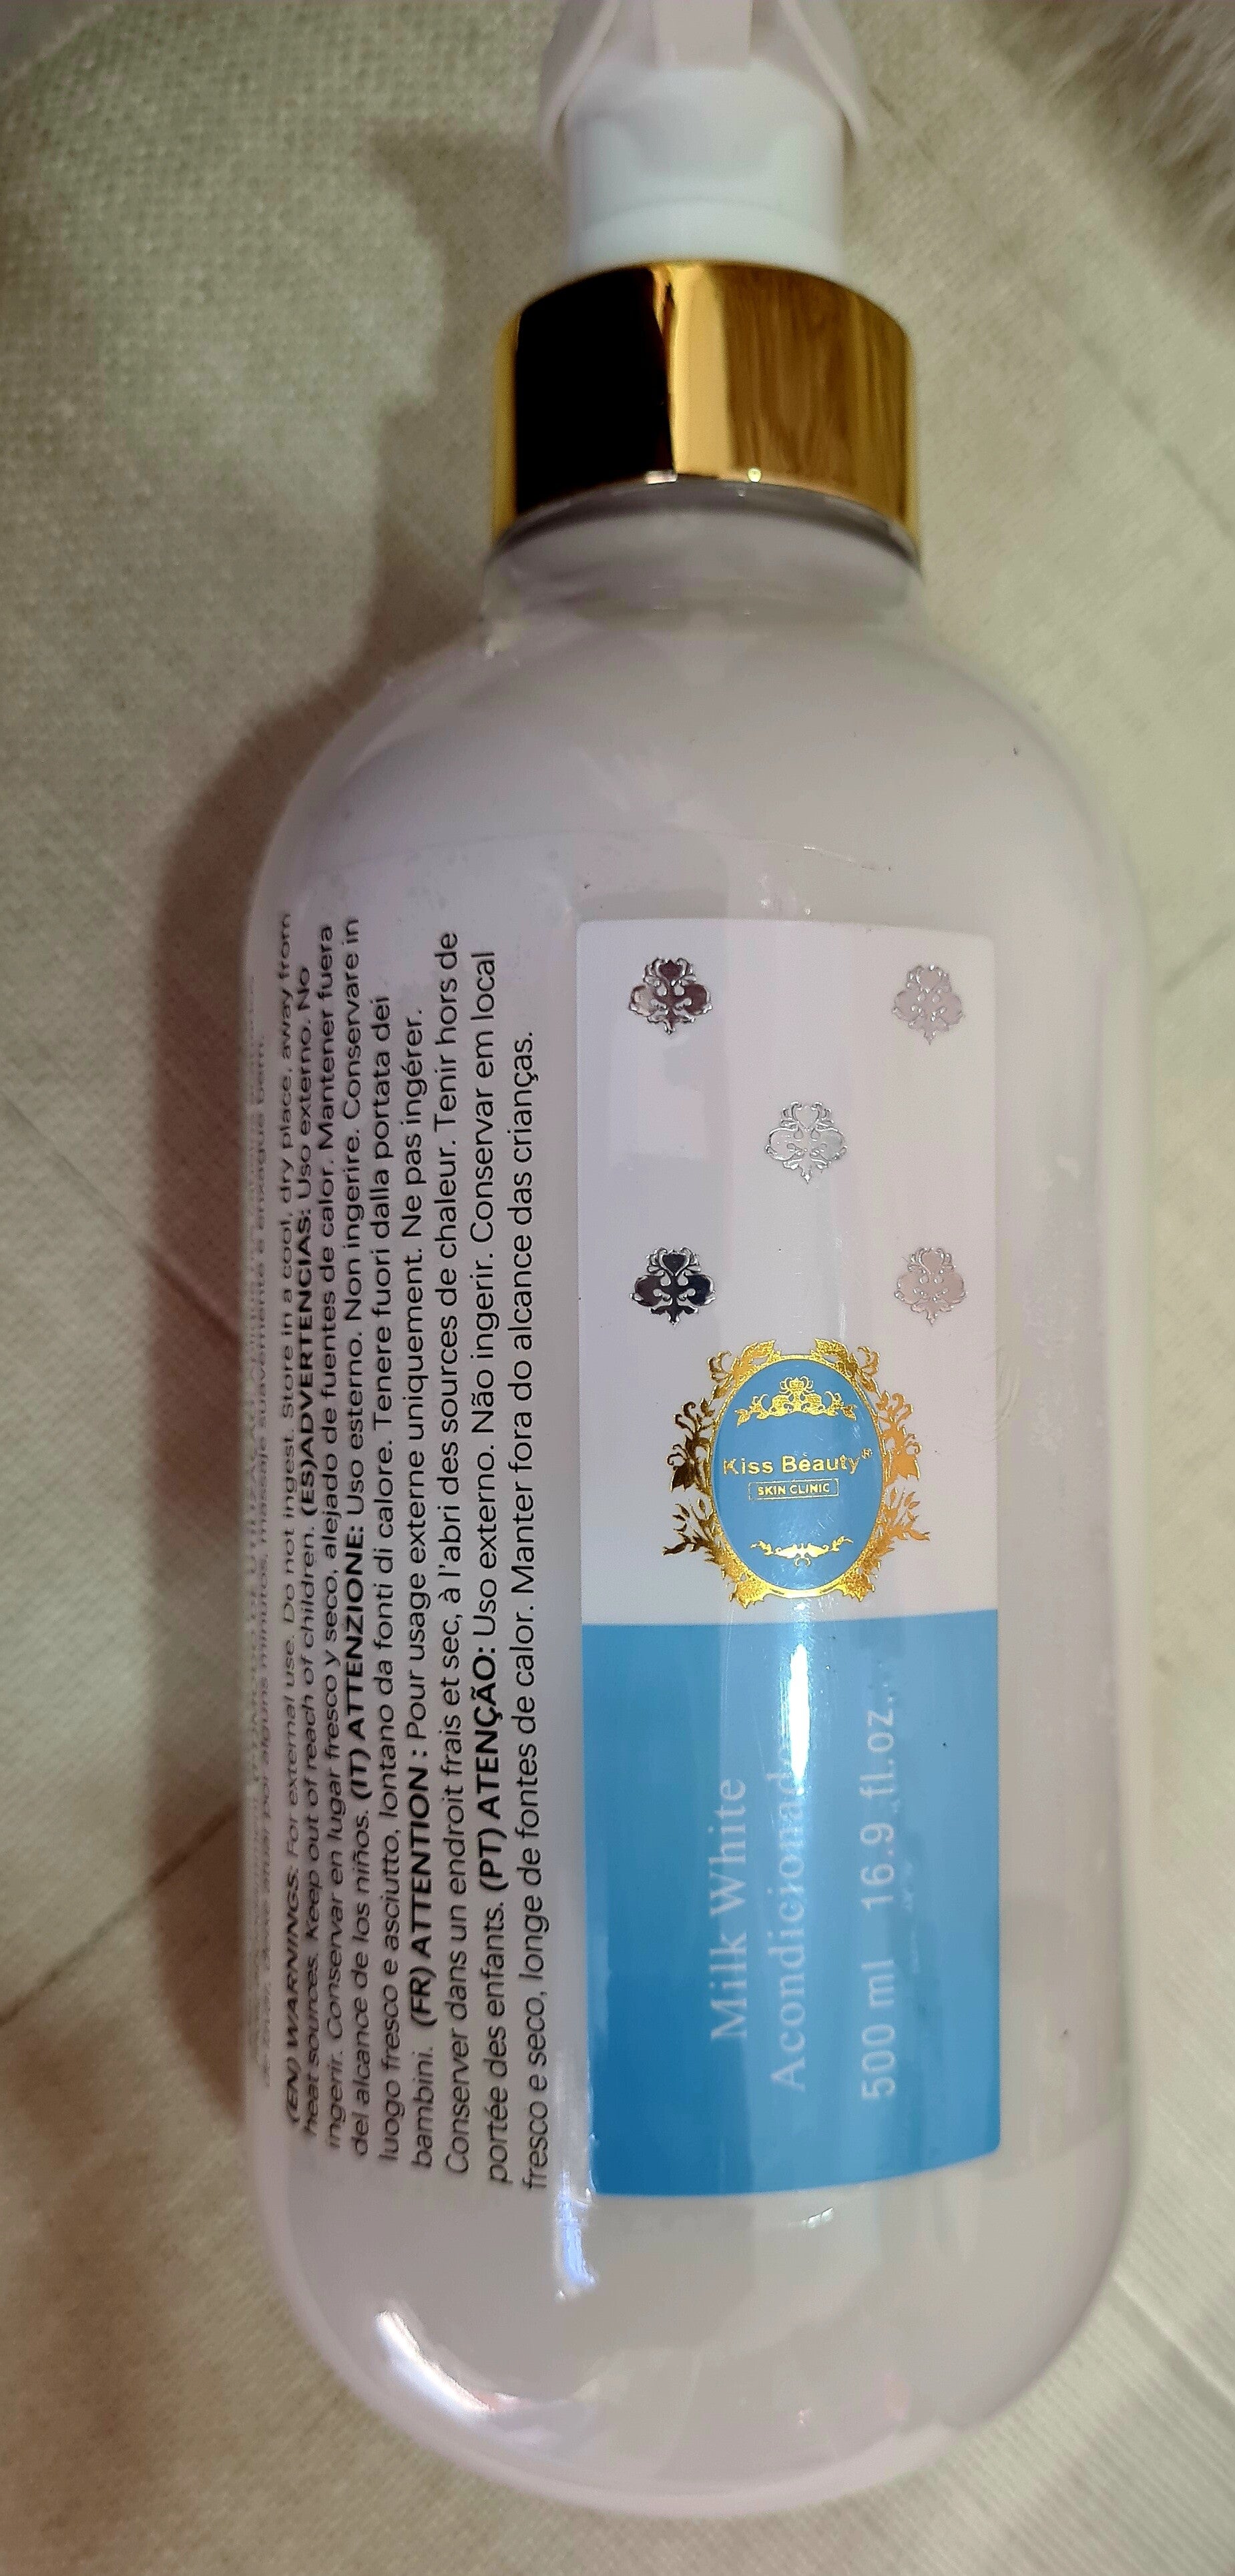 minutos, masaje suavemente e enxágue bem.
(EN) WARNINGS: For external use. Do not ingest. Store in a cool, dry place, away from
heat sources. Keep out of reach of children. (ES)ADVERTENCIAS: Uso externo. No
ingerir. Conservar en lugar fresco y seco, alejado de fuentes de calor. Mantener fuera
del alcance de los niños. (IT) ATTENZIONE: Uso esterno. Non ingerire. Conservare in
luogo fresco e asciutto, lontano da fonti di calore. Tenere fuori dalla portata dei
bambini. (FR) ATTENTION : Pour usage externe uniquement. Ne pas ingérer.
Conserver dans un endroit frais et sec, à l'abri des sources de chaleur. Tenir hors de
portée des enfants. (PT) ATENÇÃO: Uso externo. Não ingerir. Conservar em local
fresco e seco, longe de fontes de calor. Manter fora do alcance das crianças.
Kiss Beauty®
SKIN CLINIC
Milk White
500 ml 16.9 fl.oz.